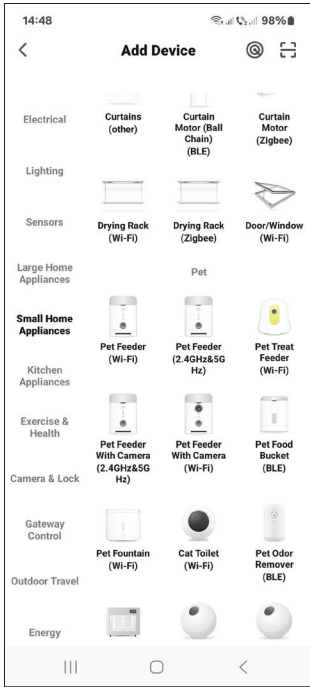 14:48
98%
Add Device
Electrical
Lighting
Sensors
Large Home
Appliances
Small Home
Appliances
Kitchen
Appliances
Exercise &
Health
Camera & Lock
Gateway
Control
Outdoor Travel
Energy
Curtains
(other)
Curtain
Motor (Ball
Chain)
(BLE)
Curtain
Motor
(Zigbee)
Drying Rack
(Wi-Fi)
Drying Rack
(Zigbee)
Door/Window
(Wi-Fi)
Pet
Pet Feeder
(Wi-Fi)
Pet Feeder
(2.4GHz&5G
Hz)
Pet Treat
Feeder
(Wi-Fi)
Pet Feeder
With Camera
(2.4GHz&5G
Hz)
Pet Feeder
With Camera
(Wi-Fi)
Pet Food
Bucket
(BLE)
Pet Fountain
(Wi-Fi)
Cat Toilet
(Wi-Fi)
Pet Odor
Remover
(BLE)